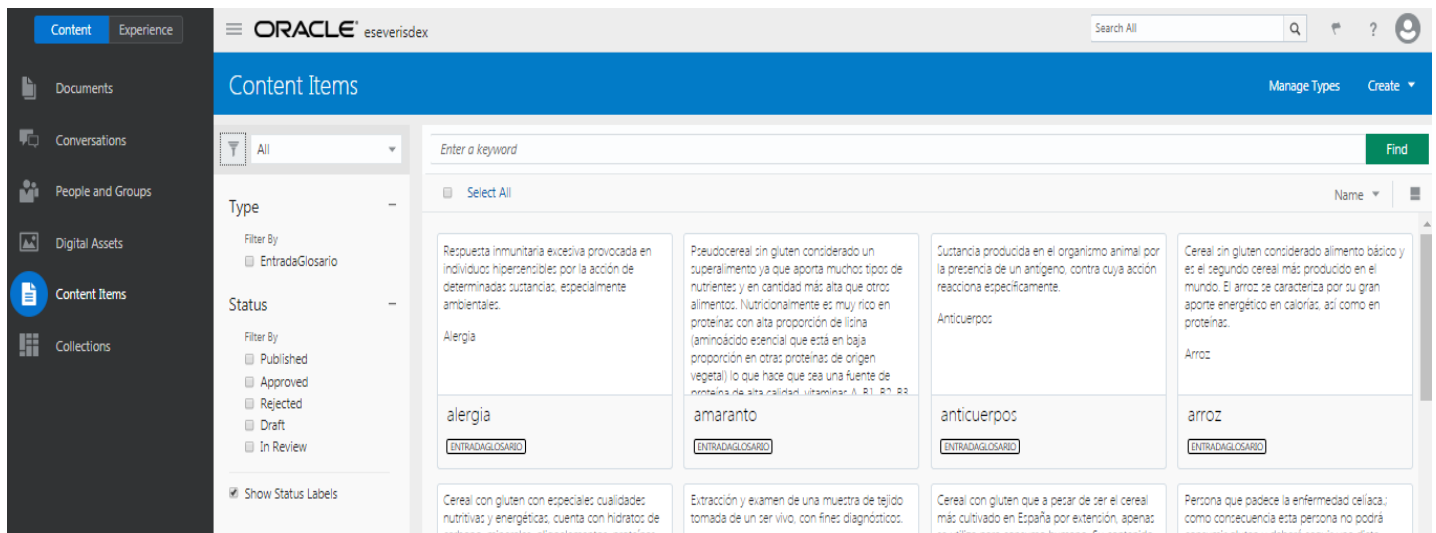 Content Experience
ORACLE® eseverisdex
Search All
?
Documents
Conversations
People and Groups
Digital Assets
Content Items
Collections
Content Items
Manage Types
Create
All
Type
Filter By
EntradaGlosario
Status
Filter By
Published
Approved
Rejected
Draft
In Review
Show Status Labels
Enter a keyword
Find
Select All
Name
Respuesta inmunitaria excesiva provocada en
individuos hipersensibles por la acción de
determinadas sustancias, especialmente
ambientales.
Alergia
alergia
ENTRADAGLOSARIO
Pseudocereal sin gluten considerado un
superalimento ya que aporta muchos tipos de
nutrientes y en cantidad más alta que otros
alimentos. Nutricionalmente es muy rico en
proteínas con alta proporción de lisina
(aminoácido esencial que está en baja
proporción en otras proteínas de origen
vegetal) lo que hace que sea una fuente de
proteína de alta calidad, vitaminas A, B1, B2, B3
amaranto
ENTRADAGLOSARIO
Sustancia producida en el organismo animal por
la presencia de un antígeno, contra cuya acción
reacciona específicamente.
Anticuerpos
anticuerpos
ENTRADAGLOSARIO
Cereal sin gluten considerado alimento básico y
es el segundo cereal más producido en el
mundo. El arroz se caracteriza por su gran
aporte energético en calorías, así como en
proteínas.
Arroz
arroz
ENTRADAGLOSARIO
Cereal con gluten con especiales cualidades
nutritivas y energéticas, cuenta con hidratos de
Extracción y examen de una muestra de tejido
tomada de un ser vivo, con fines diagnósticos.
Cereal con gluten que a pesar de ser el cereal
más cultivado en España por extensión, apenas
Persona que padece la enfermedad celíaca.;
como consecuencia esta persona no podrá